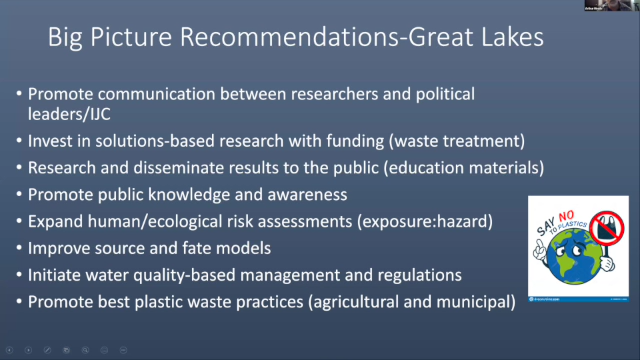 Big Picture Recommendations-Great Lakes
• Promote communication between researchers and political
leaders/IJC
• Invest in solutions-based research with funding (waste treatment)
• Research and disseminate results to the public (education materials)
• Promote public knowledge and awareness
• Expand human/ecological risk assessments (exposure:hazard)
• Improve source and fate models
• Initiate water quality-based management and regulations
• Promote best plastic waste practices (agricultural and municipal)
SAY NO
TO PLASTICS